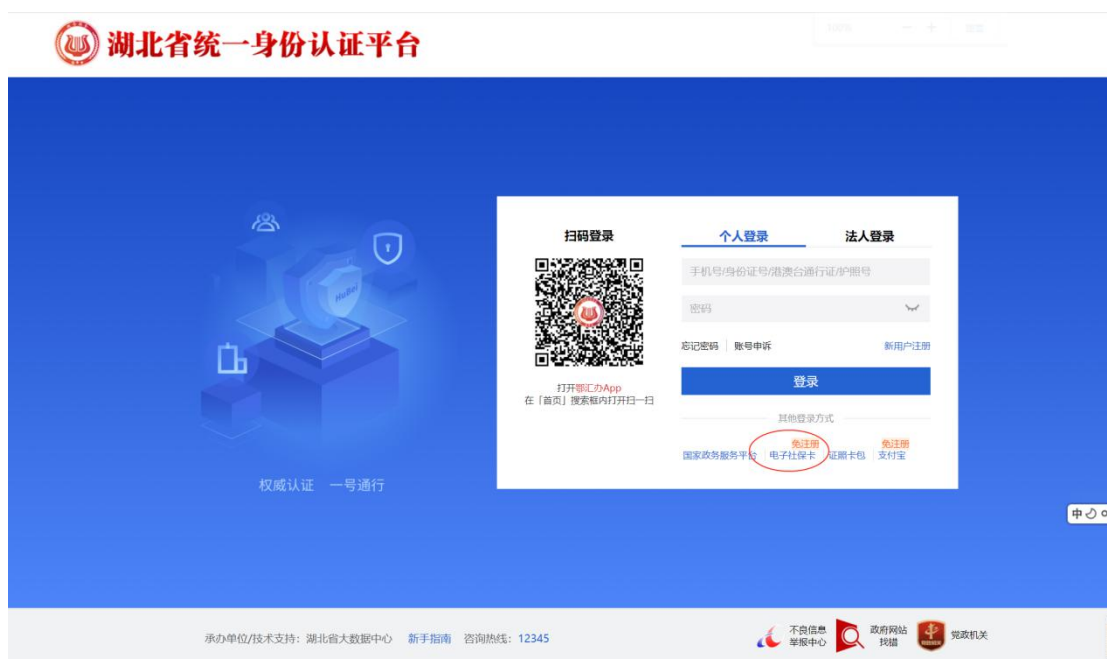 湖北省统一身份认证平台
100%
HuBei
权威认证 一号通行
扫码登录
打开鄂汇办App
在「首页」搜索框内打开扫一扫
个人登录 法人登录
手机号/身份证号/港澳台通行证/护照号
密码
忘记密码 账号申诉 新用户注册
登录
其他登录方式
免注册 免注册
国家政务服务平台 电子社保卡 证照卡包 支付宝
中
承办单位/技术支持：湖北省大数据中心 新手指南 咨询热线：12345
不良信息
举报中心
政府网站
找错
党政机关